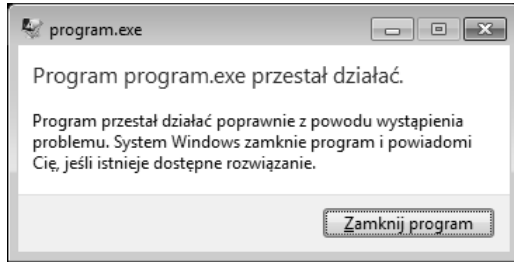 program.exe
Program program.exe przestał działać.
Program przestał działać poprawnie z powodu wystąpienia
problemu. System Windows zamknie program i powiadomi
Cię, jeśli istnieje dostępne rozwiązanie.
Zamknij program